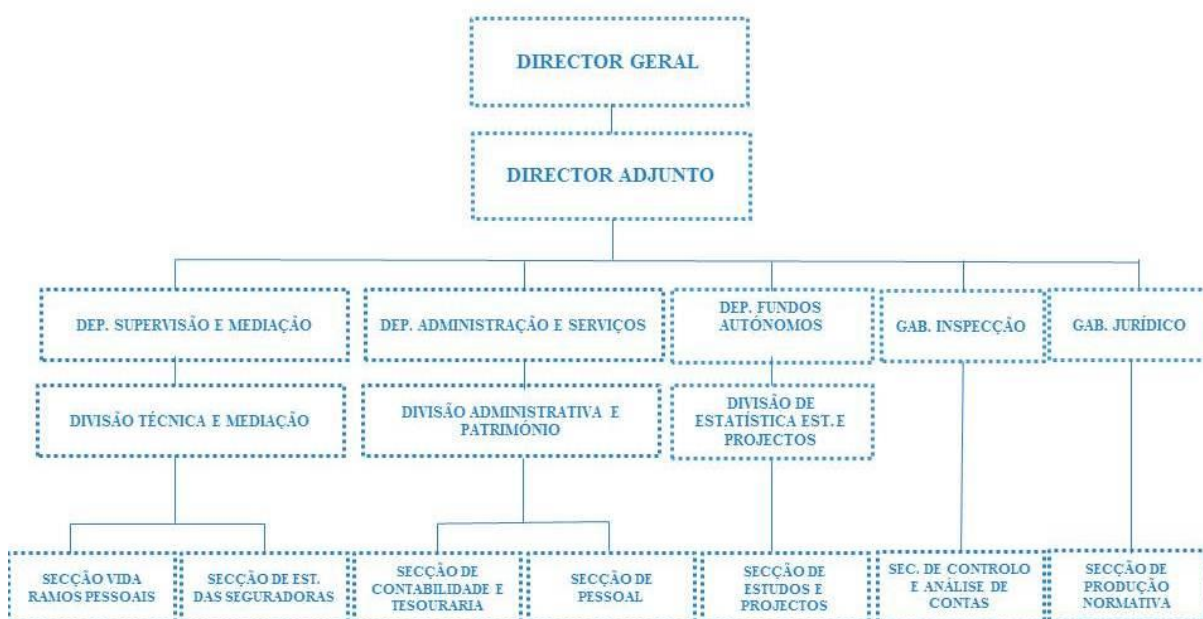 DIRECTOR GERAL
DIRECTOR ADJUNTO
DEP. SUPERVISÃO E MEDIAÇÃO
DEP. ADMINISTRAÇÃO E SERVIÇOS
DEP. FUNDOS
AUTÓNOMOS
GAB. INSPECÇÃO
GAB. JURÍDICO
DIVISÃO TÉCNICA E MEDIAÇÃO
DIVISÃO ADMINISTRATIVA E
PATRIMÓNIO
DIVISÃO DE
ESTATÍSTICA EST. E
PROJECTOS
SECÇÃO VIDA
RAMOS PESSOAIS
SECÇÃO DE EST.
DAS SEGURADORAS
SECÇÃO DE
CONTABILIDADE E
TESOURARIA
SECÇÃO DE
PESSOAL
SECÇÃO DE
ESTUDOS E
PROJECTOS
SEC. DE CONTROLO
E ANÁLISE DE
CONTAS
SECÇÃO DE
PRODUÇÃO
NORMATIVA